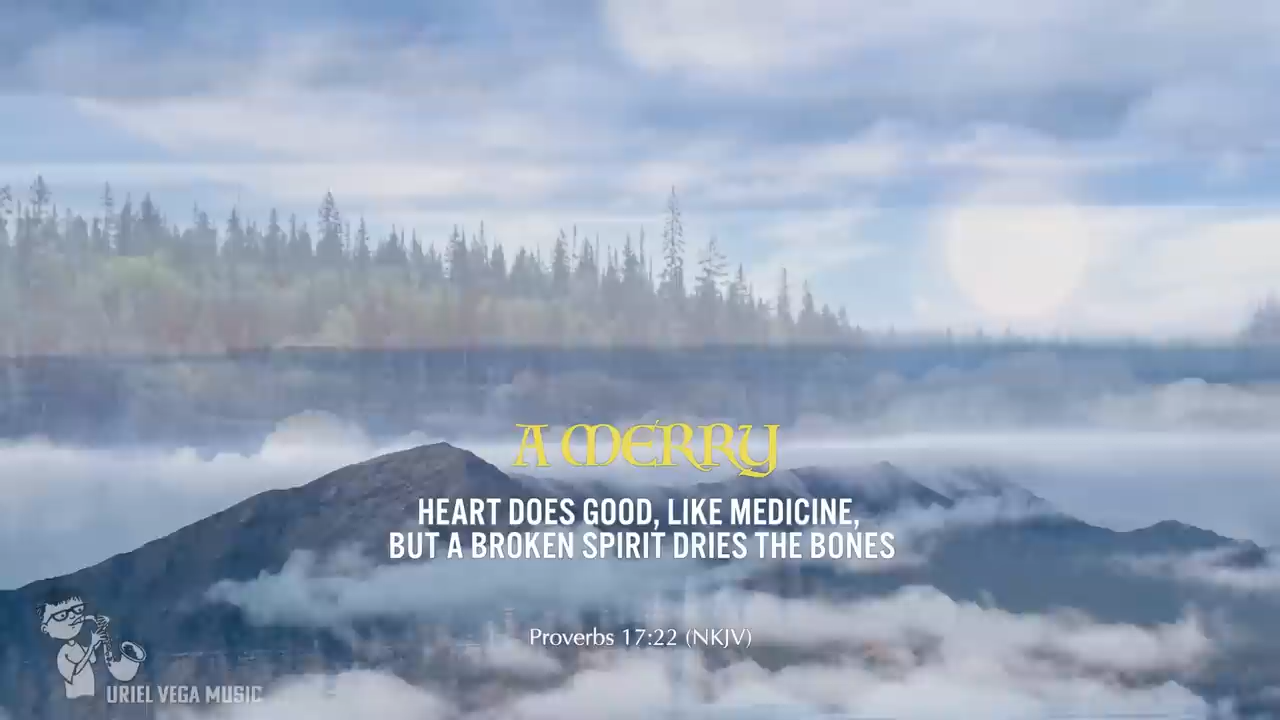 A MERRY
HEART DOES GOOD, LIKE MEDICINE,
BUT A BROKEN SPIRIT DRIES THE BONES
Proverbs 17:22 (NKJV)
URIEL VEGA MUSIC